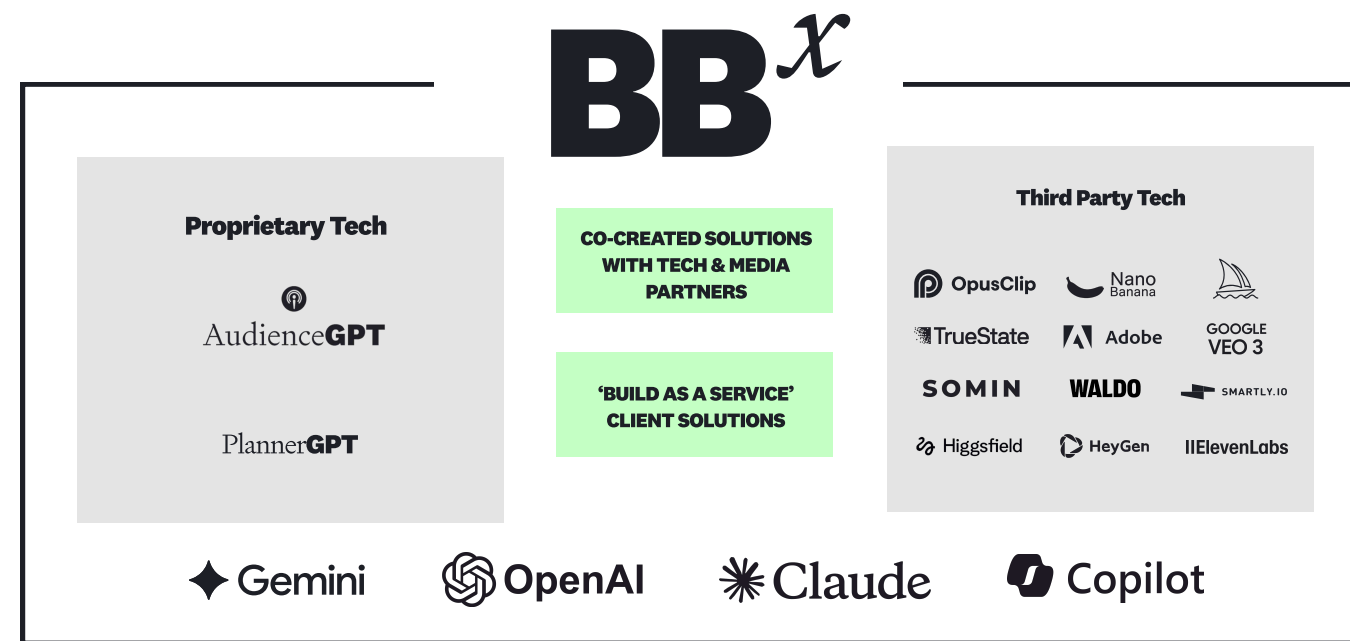 BBx
Proprietary Tech
AudienceGPT
PlannerGPT
CO-CREATED SOLUTIONS
WITH TECH & MEDIA
PARTNERS
‘BUILD AS A SERVICE’
CLIENT SOLUTIONS
Third Party Tech
OpusClip
Nano
Banana
TrueState
Adobe
GOOGLE
VEO 3
SOMIN
WALDO
SMARTLY.IO
Higgsfield
HeyGen
IIElevenLabs
Gemini
OpenAI
Claude
Copilot